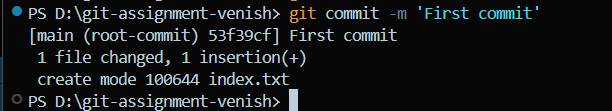 PS D:\git-assignment-venish> git commit -m 'First commit'
[main (root-commit) 53f39cf] First commit
 1 file changed, 1 insertion(+)
 create mode 100644 index.txt
PS D:\git-assignment-venish>